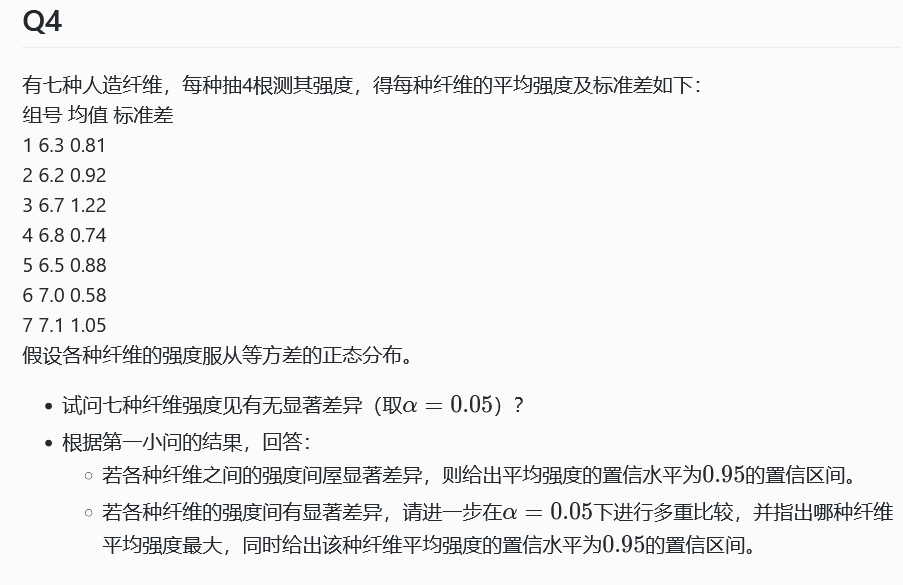 Q4
有七种人造纤维，每种抽4根测其强度，得每种纤维的平均强度及标准差如下：
组号 均值 标准差
1 6.3 0.81
2 6.2 0.92
3 6.7 1.22
4 6.8 0.74
5 6.5 0.88
6 7.0 0.58
7 7.1 1.05
假设各种纤维的强度服从等方差的正态分布。
• 试问七种纤维强度见有无显著差异（取α = 0.05）？
• 根据第一小问的结果，回答：
◦ 若各种纤维之间的强度间屋显著差异，则给出平均强度的置信水平为0.95的置信区间。
◦ 若各种纤维的强度间有显著差异，请进一步在α = 0.05下进行多重比较，并指出哪种纤维
平均强度最大，同时给出该种纤维平均强度的置信水平为0.95的置信区间。